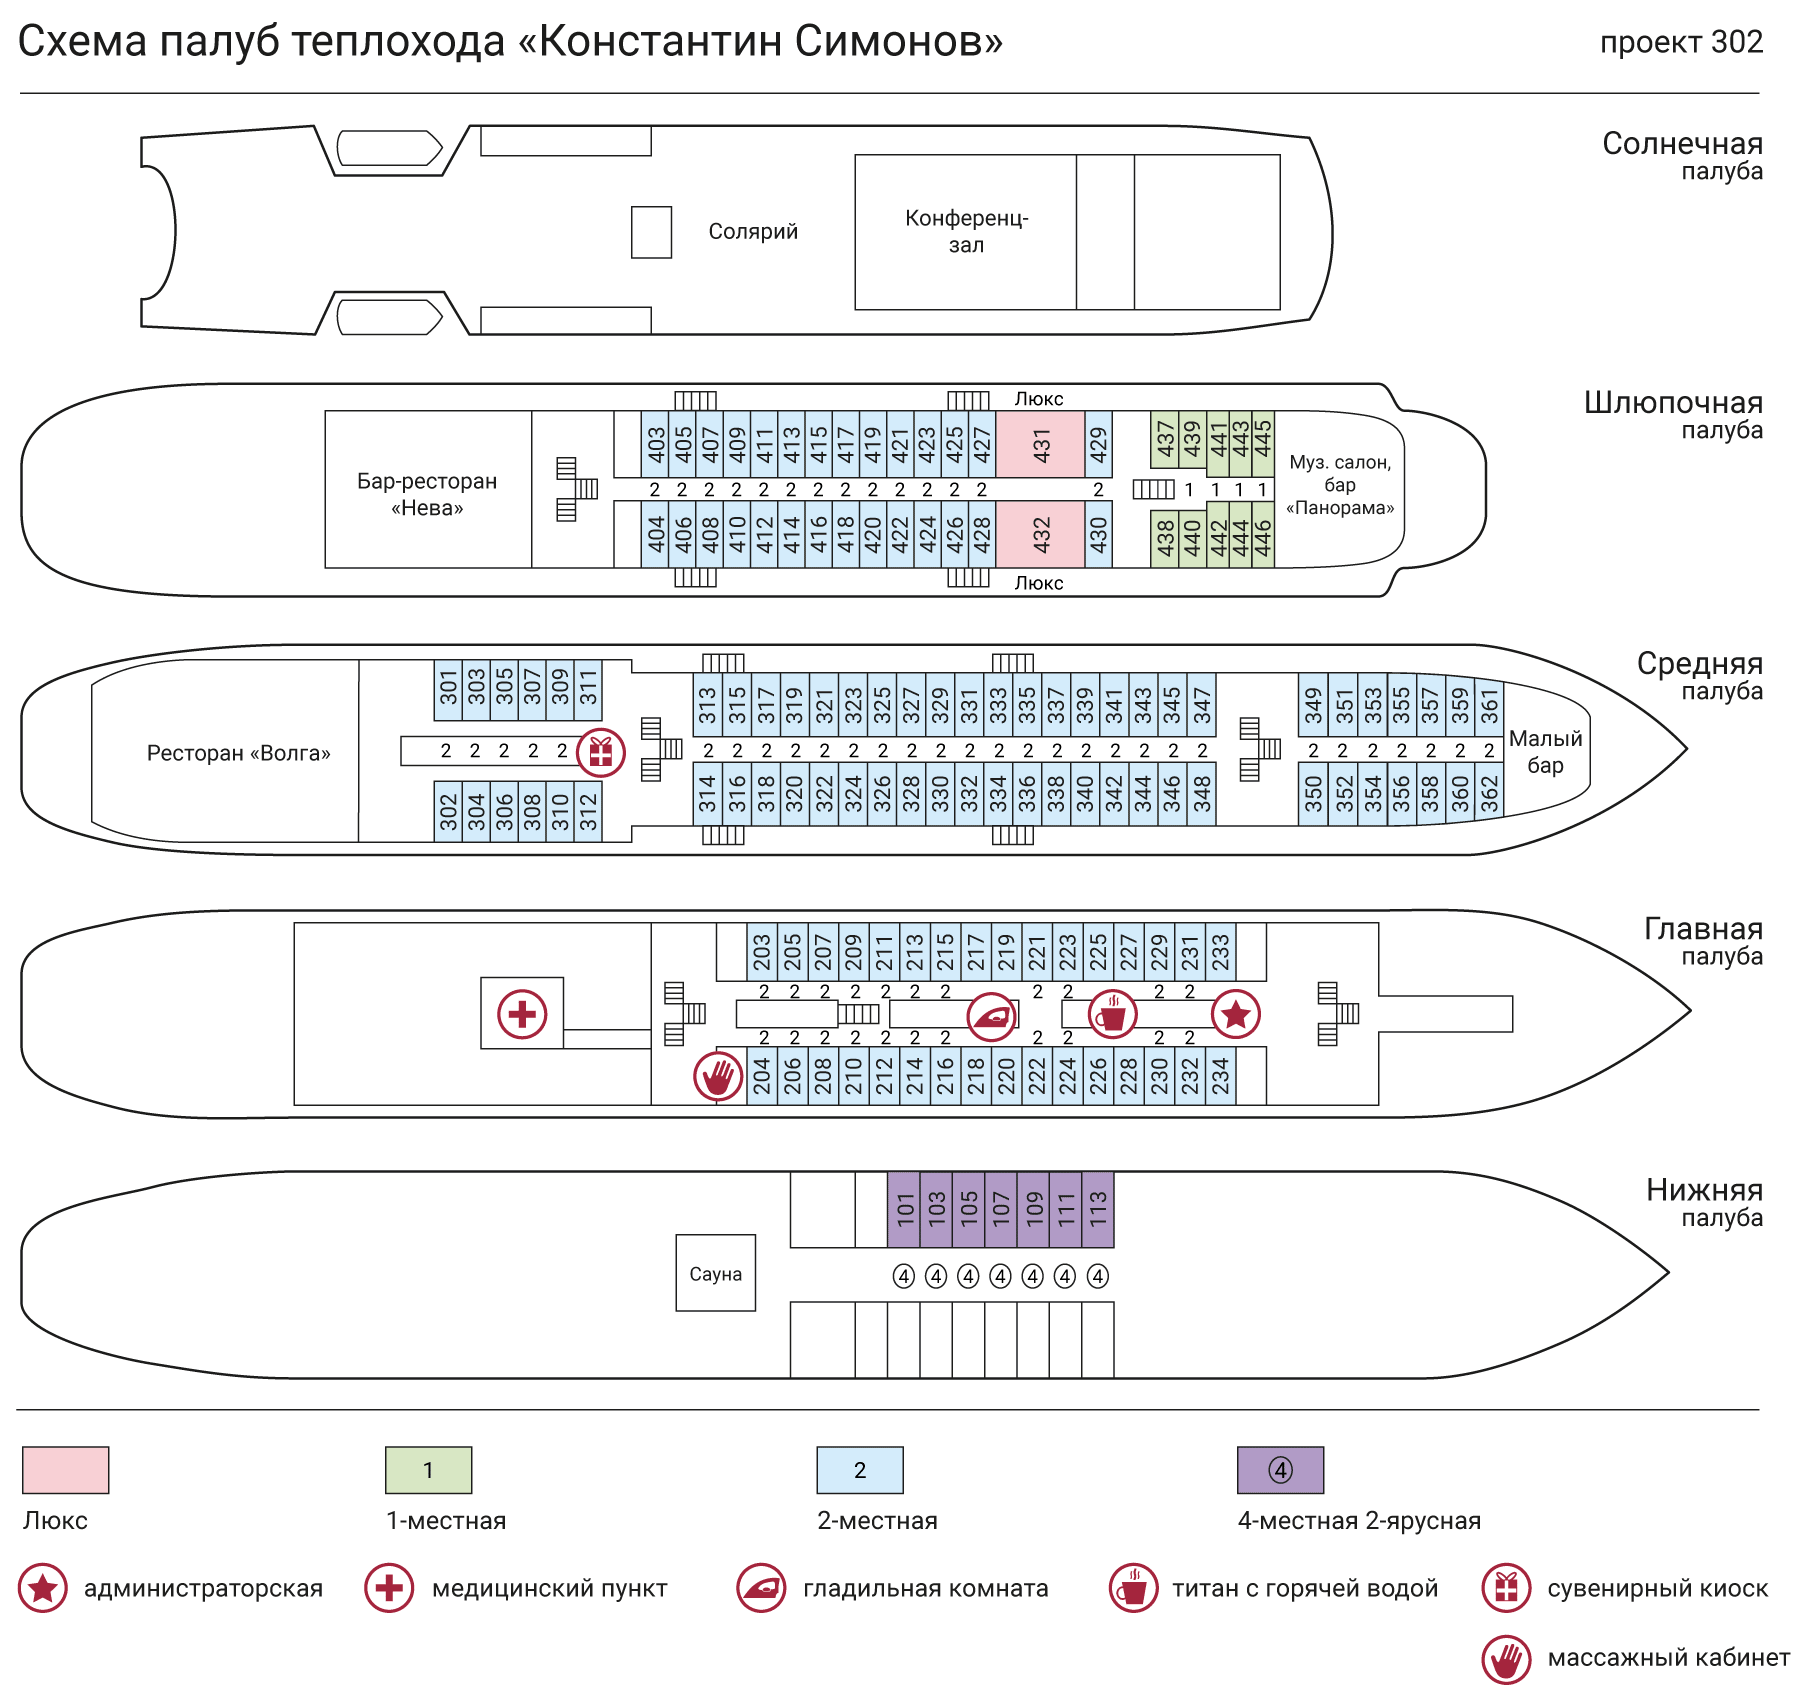 Схема палуб теплохода «Константин Симонов»
проект 302
Солнечная
палуба
Солярий
Конференц-
зал
Шлюпочная
палуба
Люкс
403 405 407 409 411 413 415 417 419 421 423 425 427 431 429 437 439 441 443 445
Бар-ресторан
«Нева»
2 2 2 2 2 2 2 2 2 2 2 2 2 2 1 1 1 1
Муз. салон,
бар
«Панорама»
404 406 408 410 412 414 416 418 420 422 424 426 428 432 430 438 440 442 444 446
Люкс
Средняя
палуба
301 303 305 307 309 311 313 315 317 319 321 323 325 327 329 331 333 335 337 339 341 343 345 347 349 351 353 355 357 359 361
Ресторан «Волга»
2 2 2 2 2 2 2 2 2 2 2 2 2 2 2 2 2 2 2 2 2 2 2 2 2 2 2 2 2 2
Малый
бар
302 304 306 308 310 312 314 316 318 320 322 324 326 328 330 332 334 336 338 340 342 344 346 348 350 352 354 356 358 360 362
Главная
палуба
203 205 207 209 211 213 215 217 219 221 223 225 227 229 231 233
2 2 2 2 2 2 2 2 2 2 2
2 2 2 2 2 2 2 2 2 2 2
204 206 208 210 212 214 216 218 220 222 224 226 228 230 232 234
Нижняя
палуба
101 103 105 107 109 111 113
Сауна
4 4 4 4 4 4 4
1 2 4
Люкс 1-местная 2-местная 4-местная 2-ярусная
администраторская медицинский пункт гладильная комната титан с горячей водой сувенирный киоск
массажный кабинет